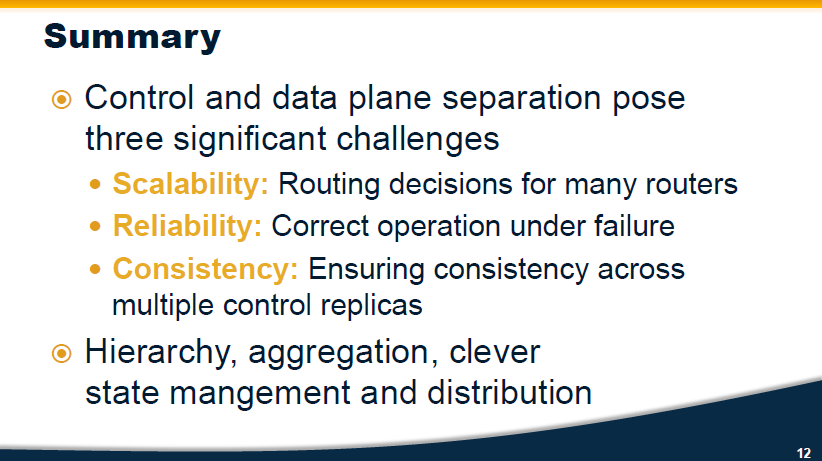 Summary
Control and data plane separation pose
three significant challenges
Scalability: Routing decisions for many routers
Reliability: Correct operation under failure
Consistency: Ensuring consistency across
multiple control replicas
Hierarchy, aggregation, clever
state mangement and distribution
12